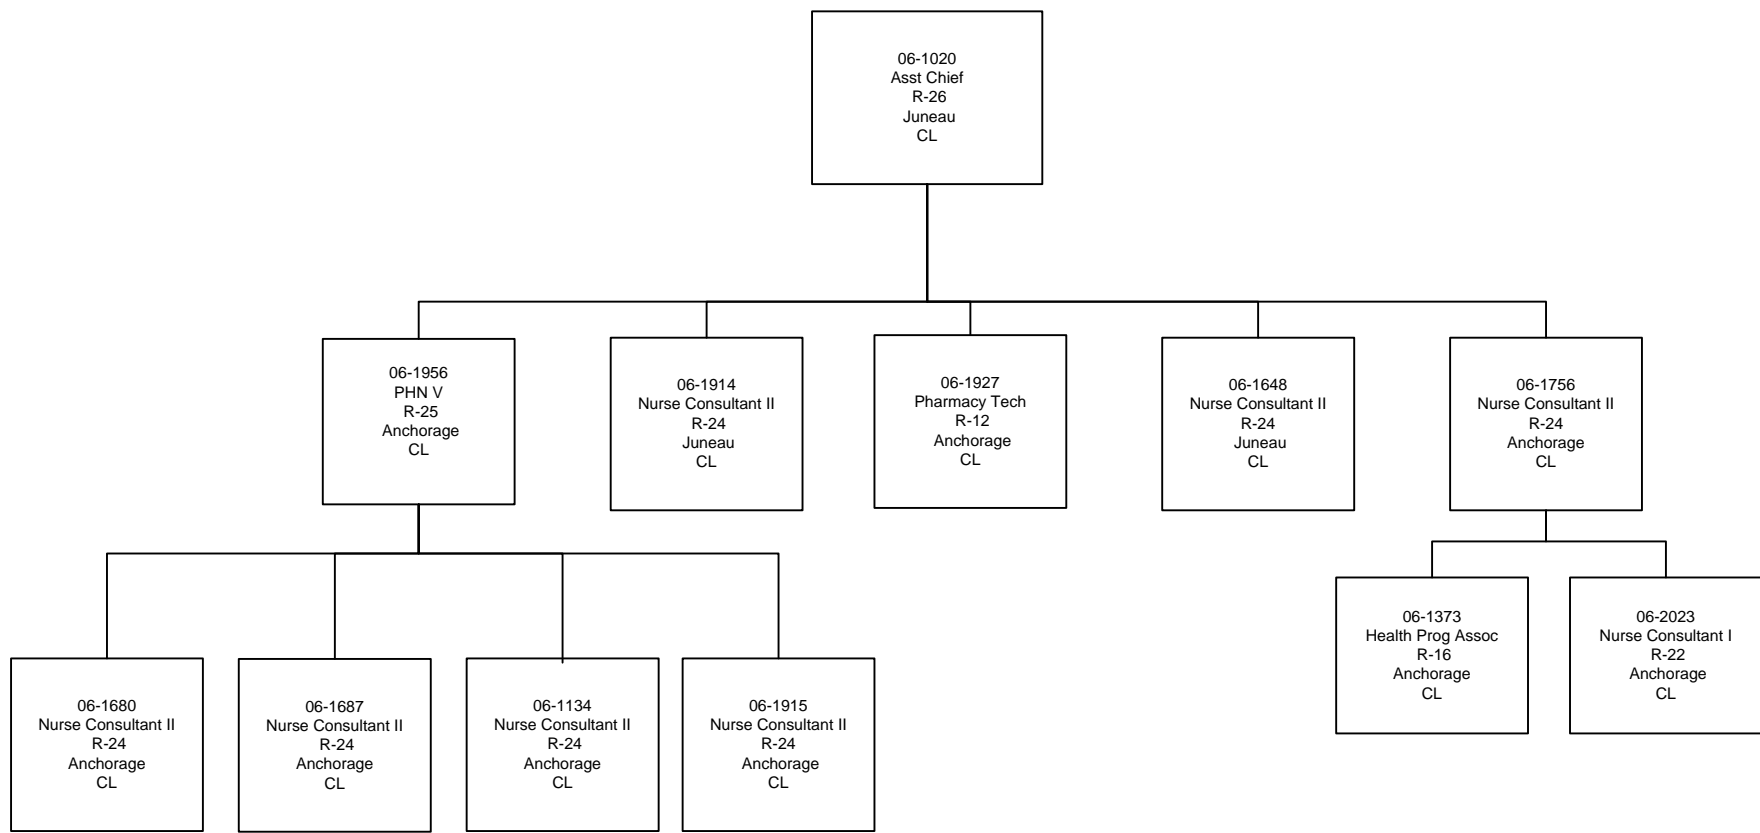 06-1020
Asst Chief
R-26
Juneau
CL
06-1956
PHN V
R-25
Anchorage
CL
06-1914
Nurse Consultant II
R-24
Juneau
CL
06-1927
Pharmacy Tech
R-12
Anchorage
CL
06-1648
Nurse Consultant II
R-24
Juneau
CL
06-1756
Nurse Consultant II
R-24
Anchorage
CL
06-1680
Nurse Consultant II
R-24
Anchorage
CL
06-1687
Nurse Consultant II
R-24
Anchorage
CL
06-1134
Nurse Consultant II
R-24
Anchorage
CL
06-1915
Nurse Consultant II
R-24
Anchorage
CL
06-1373
Health Prog Assoc
R-16
Anchorage
CL
06-2023
Nurse Consultant I
R-22
Anchorage
CL